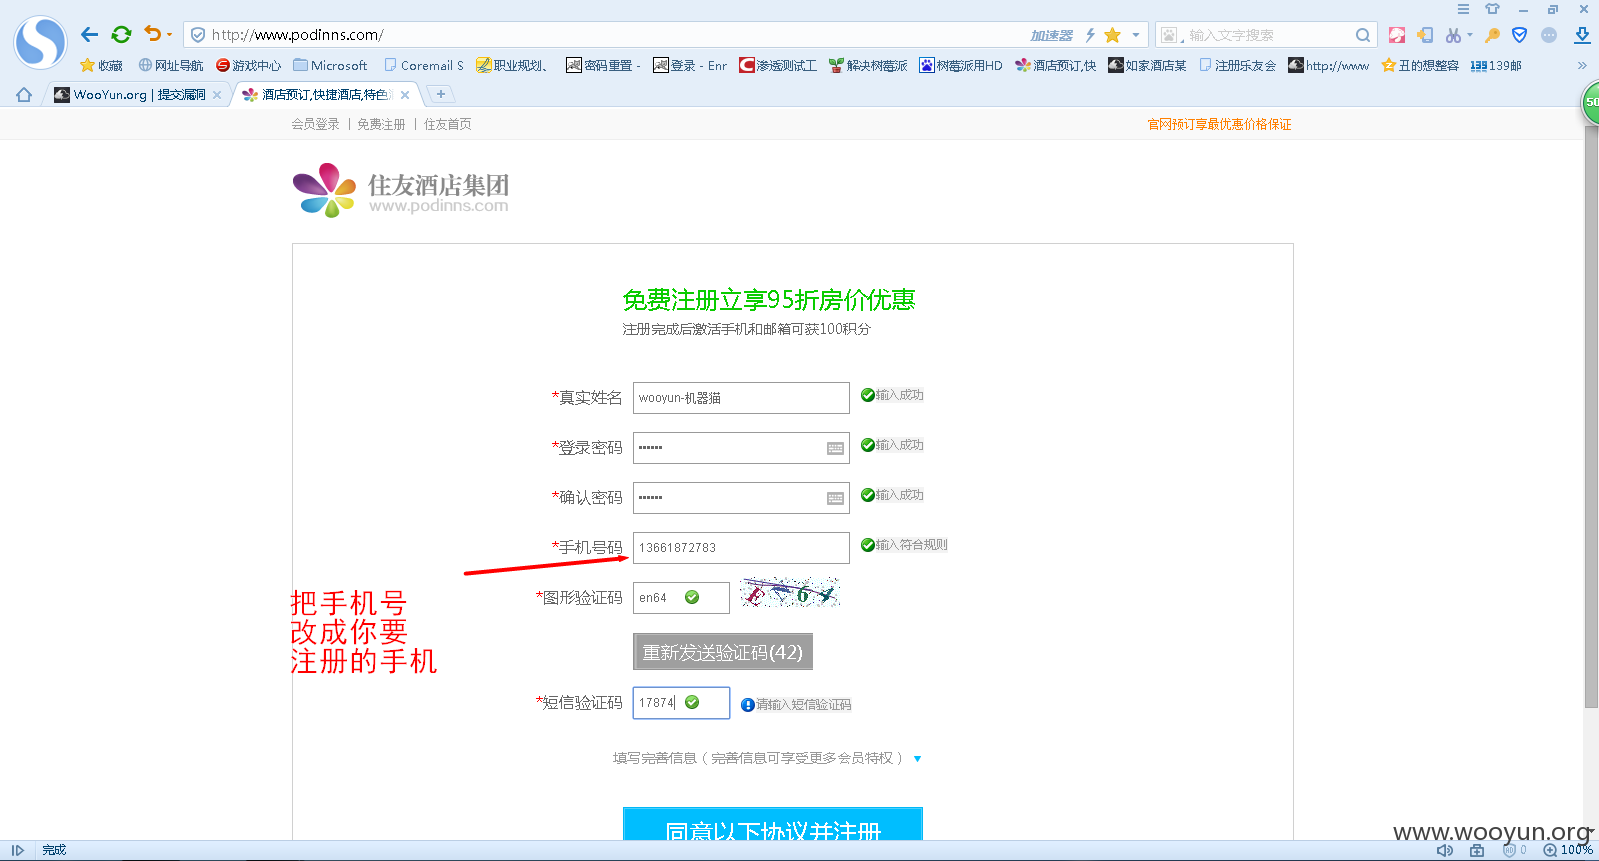 http://www.podinns.com/
加速器
输入文字搜索
收藏
网址导航
游戏中心
Microsoft
Coremail S
职业规划、
密码重置 -
登录 - Enr
渗透测试工
解决树莓派
树莓派用HD
酒店预订,快
如家酒店某
注册乐友会
http://www
丑的想整容
139邮
WooYun.org | 提交漏洞
酒店预订,快捷酒店,特色
50
会员登录 | 免费注册 | 住友首页
官网预订享最优惠价格保证
住友酒店集团
www.podinns.com
免费注册立享95折房价优惠
注册完成后激活手机和邮箱可获100积分
*真实姓名 wooyun-机器猫 输入成功
*登录密码 •••••• 输入成功
*确认密码 •••••• 输入成功
*手机号码 13661872783 输入符合规则
*图形验证码 en64
把手机号
改成你要
注册的手机
重新发送验证码(42)
*短信验证码 17874 请输入短信验证码
填写完善信息（完善信息可享受更多会员特权）
同意以下协议并注册
www.wooyun.org
完成
0
100%